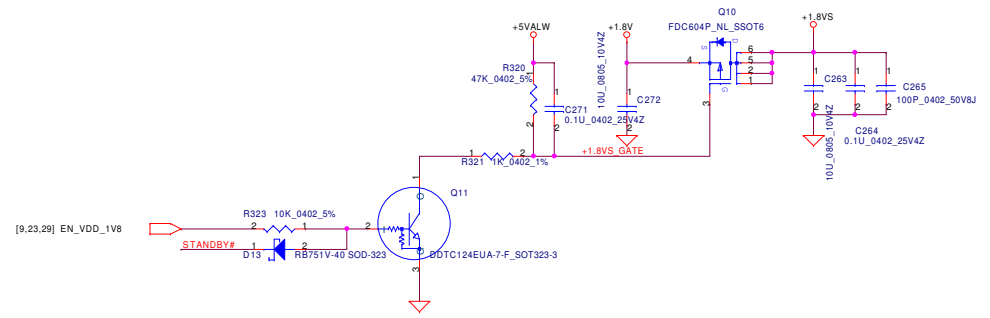 Q10
FDC604P_NL_SSOT6
+1.8VS
+5VALW
+1.8V
D
S
G
4
6
5
2
1
3
R320
47K_0402_5%
1
2
1
2
C271
0.1U_0402_25V4Z
10U_0805_10V4Z
1
2
C272
1
2
C263
10U_0805_10V4Z
1
2
C264
0.1U_0402_25V4Z
1
2
C265
100P_0402_50V8J
+1.8VS_GATE
1
2
R321 1K_0402_1%
1
Q11
2
3
DDTC124EUA-7-F_SOT323-3
R323 10K_0402_5%
2
1
[9,23,29] EN_VDD_1V8
STANDBY#
1
2
D13
RB751V-40 SOD-323